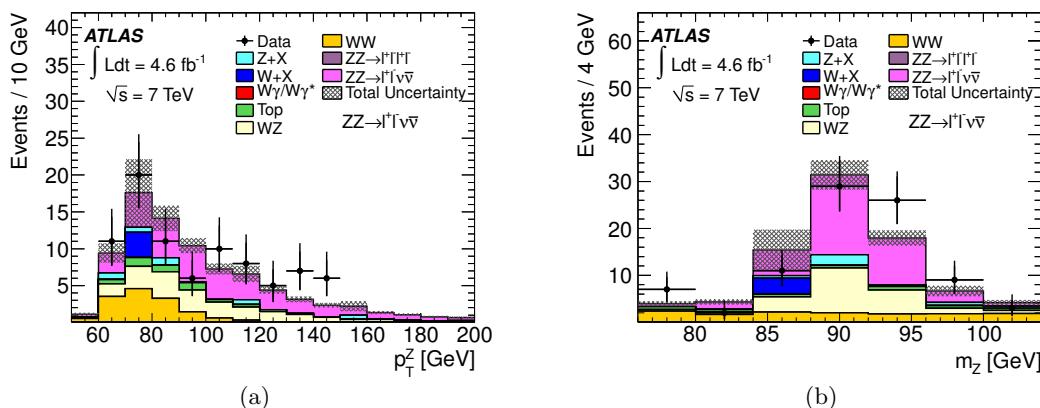 ATLAS
∫ Ldt = 4.6 fb⁻¹
√s = 7 TeV
Data
Z+X
W+X
Wγ/Wγ*
Top
WZ
WW
ZZ→l⁺l⁻l⁺l⁻
ZZ→l⁺l⁻νν̄
Total Uncertainty
ZZ→l⁺l⁻νν̄
Events / 10 GeV
40
35
30
25
20
15
10
5
60 80 100 120 140 160 180 200
p_T^Z [GeV]
(a)
ATLAS
∫ Ldt = 4.6 fb⁻¹
√s = 7 TeV
Data
Z+X
W+X
Wγ/Wγ*
Top
WZ
WW
ZZ→l⁺l⁻l⁺l⁻
ZZ→l⁺l⁻νν̄
Total Uncertainty
ZZ→l⁺l⁻νν̄
Events / 4 GeV
60
50
40
30
20
10
80 85 90 95 100
m_Z [GeV]
(b)